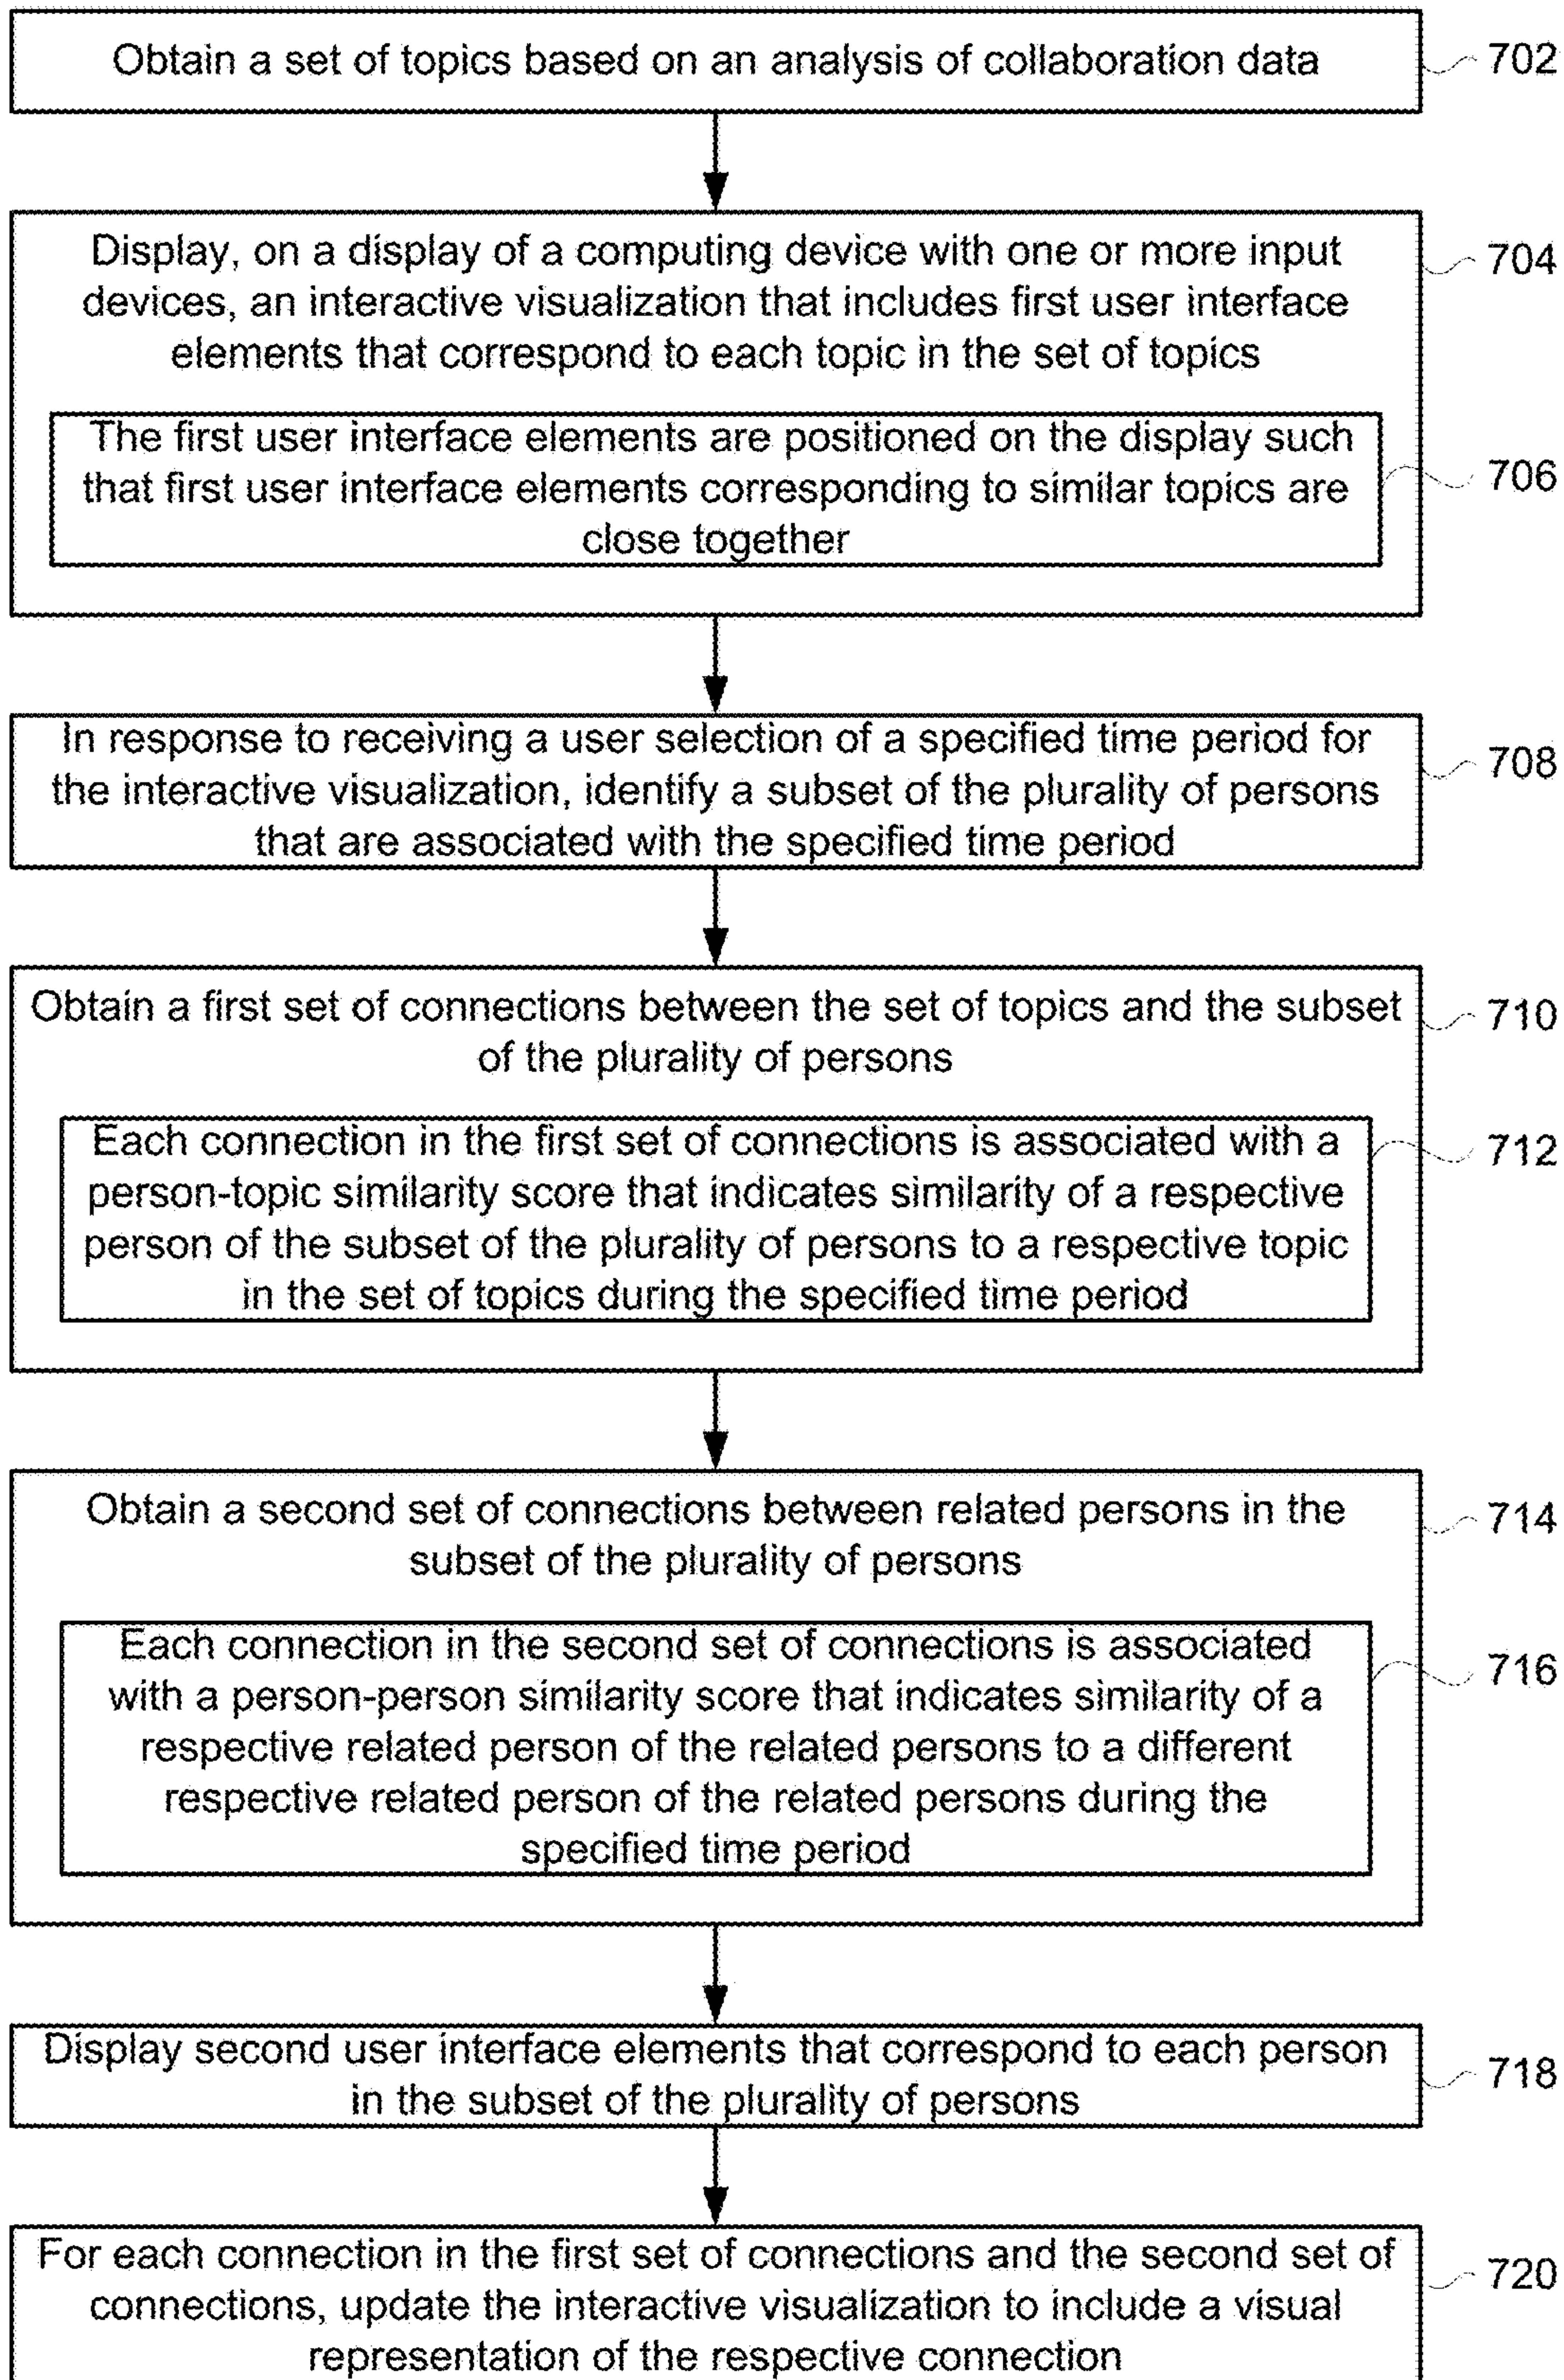 Obtain a set of topics based on an analysis of collaboration data
702
Display, on a display of a computing device with one or more input
devices, an interactive visualization that includes first user interface
elements that correspond to each topic in the set of topics
704
The first user interface elements are positioned on the display such
that first user interface elements corresponding to similar topics are
close together
706
In response to receiving a user selection of a specified time period for
the interactive visualization, identify a subset of the plurality of persons
that are associated with the specified time period
708
Obtain a first set of connections between the set of topics and the subset
of the plurality of persons
710
Each connection in the first set of connections is associated with a
person-topic similarity score that indicates similarity of a respective
person of the subset of the plurality of persons to a respective topic
in the set of topics during the specified time period
712
Obtain a second set of connections between related persons in the
subset of the plurality of persons
714
Each connection in the second set of connections is associated
with a person-person similarity score that indicates similarity of a
respective related person of the related persons to a different
respective related person of the related persons during the
specified time period
716
Display second user interface elements that correspond to each person
in the subset of the plurality of persons
718
For each connection in the first set of connections and the second set of
connections, update the interactive visualization to include a visual
representation of the respective connection
720